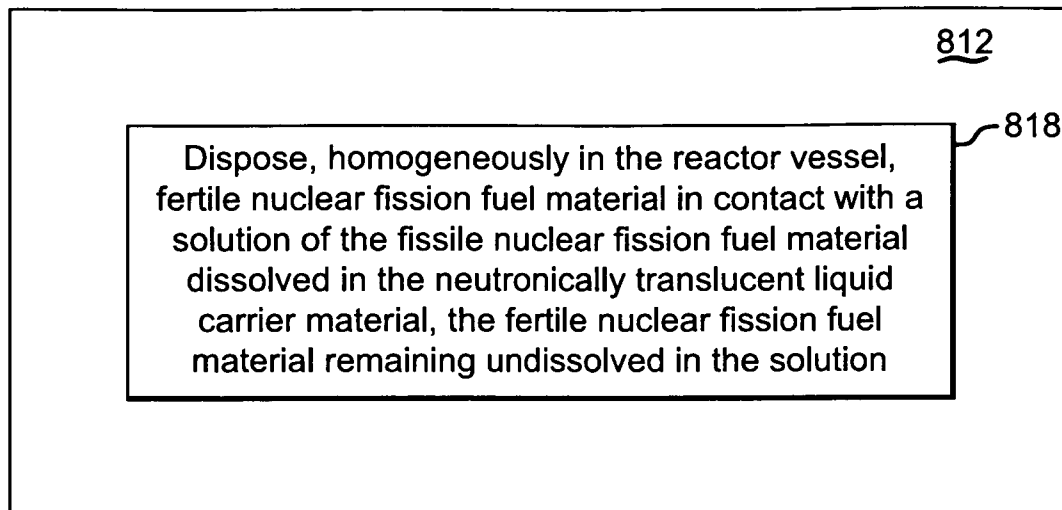 812
818
Dispose, homogeneously in the reactor vessel,
fertile nuclear fission fuel material in contact with a
solution of the fissile nuclear fission fuel material
dissolved in the neutronically translucent liquid
carrier material, the fertile nuclear fission fuel
material remaining undissolved in the solution